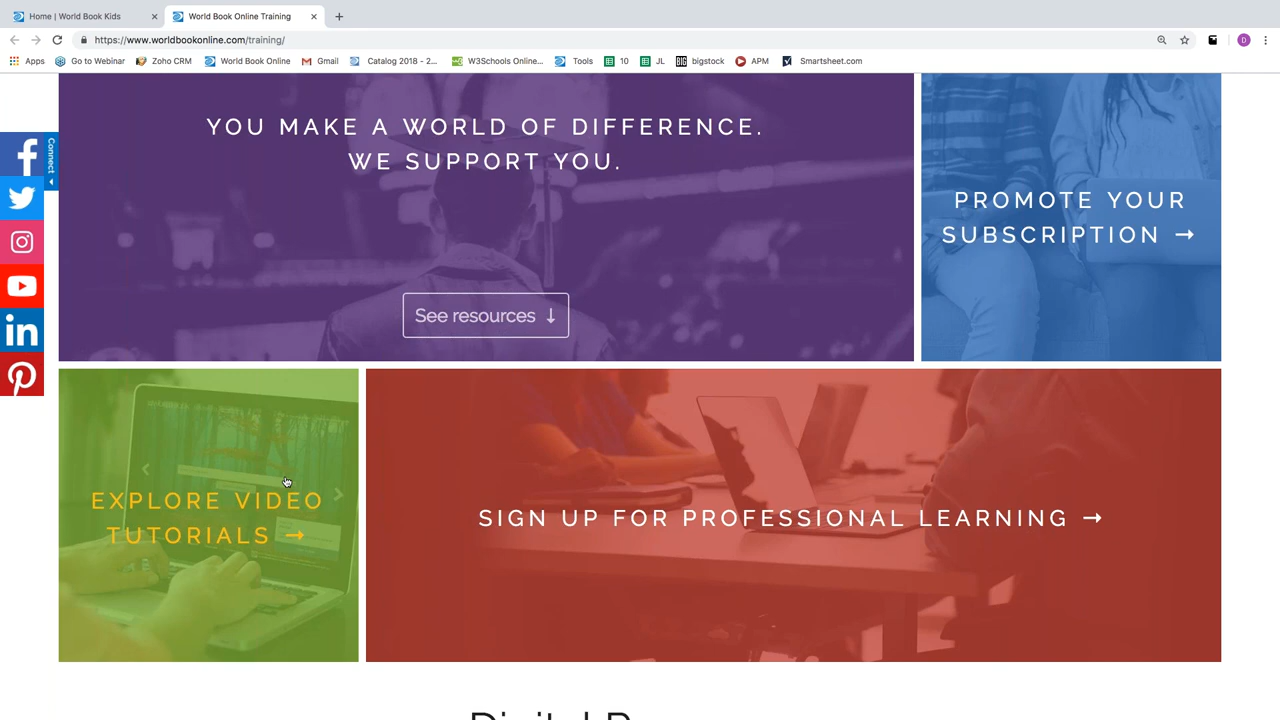 Home | World Book Kids
World Book Online Training
https://www.worldbookonline.com/training/
D
Apps
Go to Webinar
Zoho CRM
World Book Online
Gmail
Catalog 2018 - 2...
W3Schools Online...
Tools
10
JL
BIG bigstock
APM
Smartsheet.com
Connect
YOU MAKE A WORLD OF DIFFERENCE.
WE SUPPORT YOU.
See resources ↓
PROMOTE YOUR
SUBSCRIPTION →
EXPLORE VIDEO
TUTORIALS →
SIGN UP FOR PROFESSIONAL LEARNING →